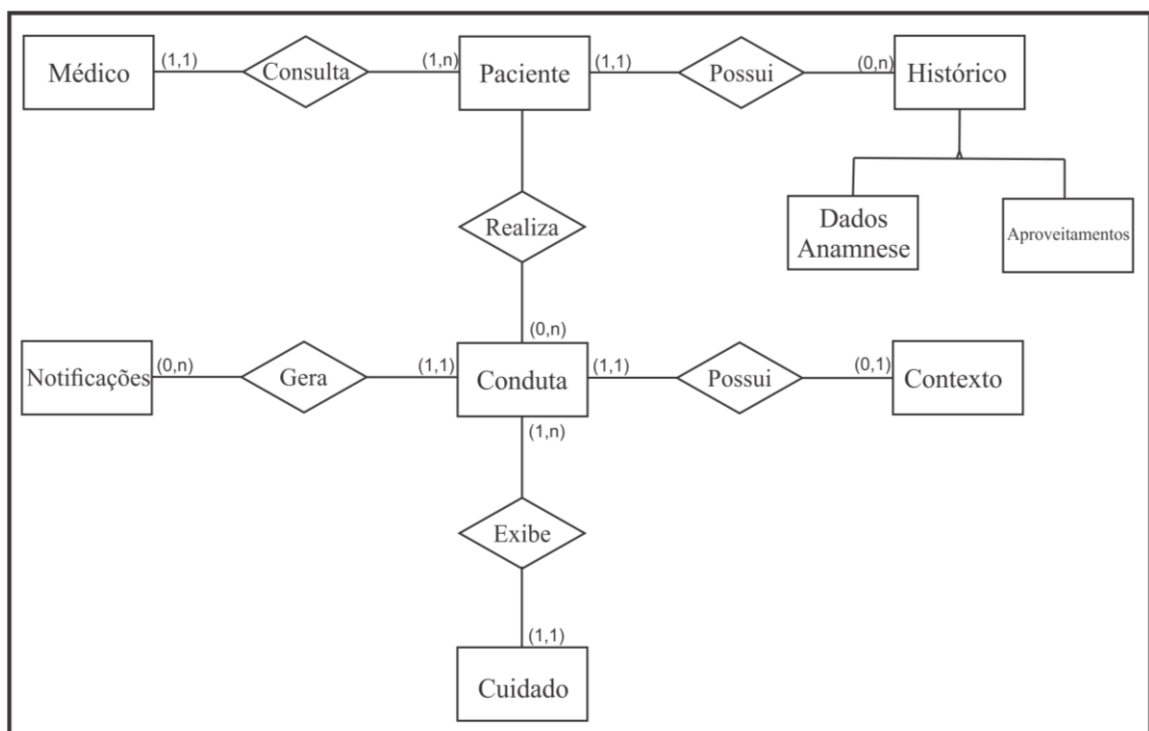 Médico
(1,1)
Consulta
(1,n)
Paciente
(1,1)
Possui
(0,n)
Histórico
Realiza
Dados
Anamnese
Aproveitamentos
(0,n)
Notificações
(0,n)
Gera
(1,1)
Conduta
(1,1)
Possui
(0,1)
Contexto
(1,n)
Exibe
(1,1)
Cuidado